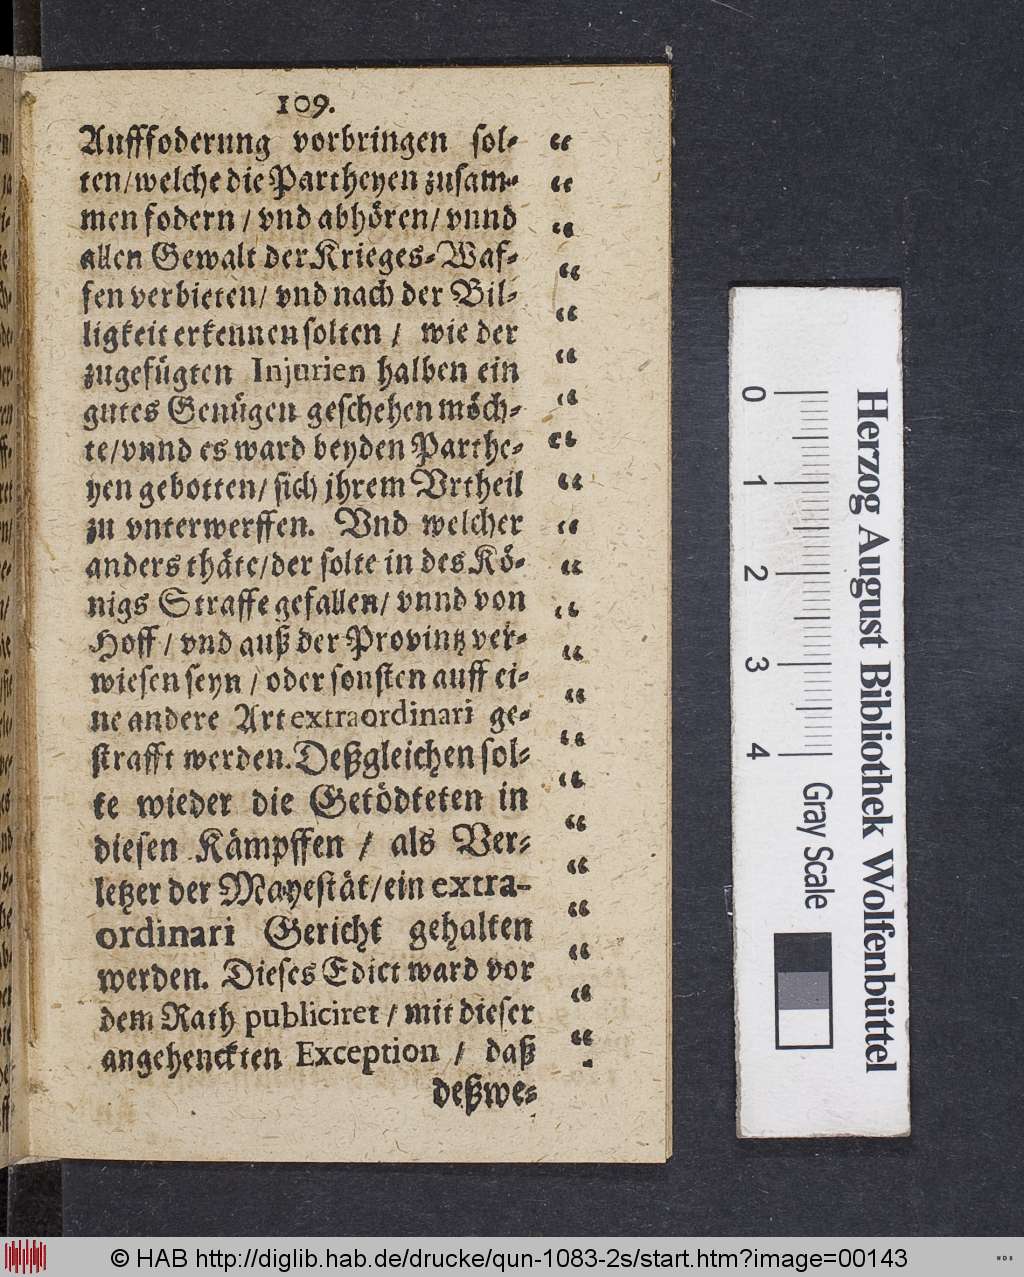 109.
Aufffoderung vorbringen sol- “
ten/welche die Partheyen zusam- “
men fodern / vnd abhören/ vnnd “
allen Gewalt der Krieges-Waf- “
fen verbieten/ vnd nach der Bil- “
ligkeit erkennen solten / wie der “
zugefügten Injurien halben ein “
gutes Genügen geschehen möch- “
te/vnnd es ward beyden Parthe- “
yen gebotten/ sich jhrem Vrtheil “
zu vnterwerffen. Vnd welcher “
anders thäte/der solte in des Kö- “
nigs Straffe gefallen/ vnnd von “
Hoff / vnd auß der Provintz ver- “
wiesen seyn / oder sonsten auff ei- “
ne andere Art extraordinari ge- “
strafft werden. Deßgleichen sol- “
te wieder die Getödteten in “
diesen Kämpffen / als Ver- “
letzer der Mayestät/ein extra- “
ordinari Gericht gehalten “
werden. Dieses Edict ward vor “
dem Rath publiciret / mit dieser “
angehenckten Exception / daß “
deßwe-
Herzog August Bibliothek Wolfenbüttel
0 1 2 3 4 Gray Scale
© HAB http://diglib.hab.de/drucke/qun-1083-2s/start.htm?image=00143